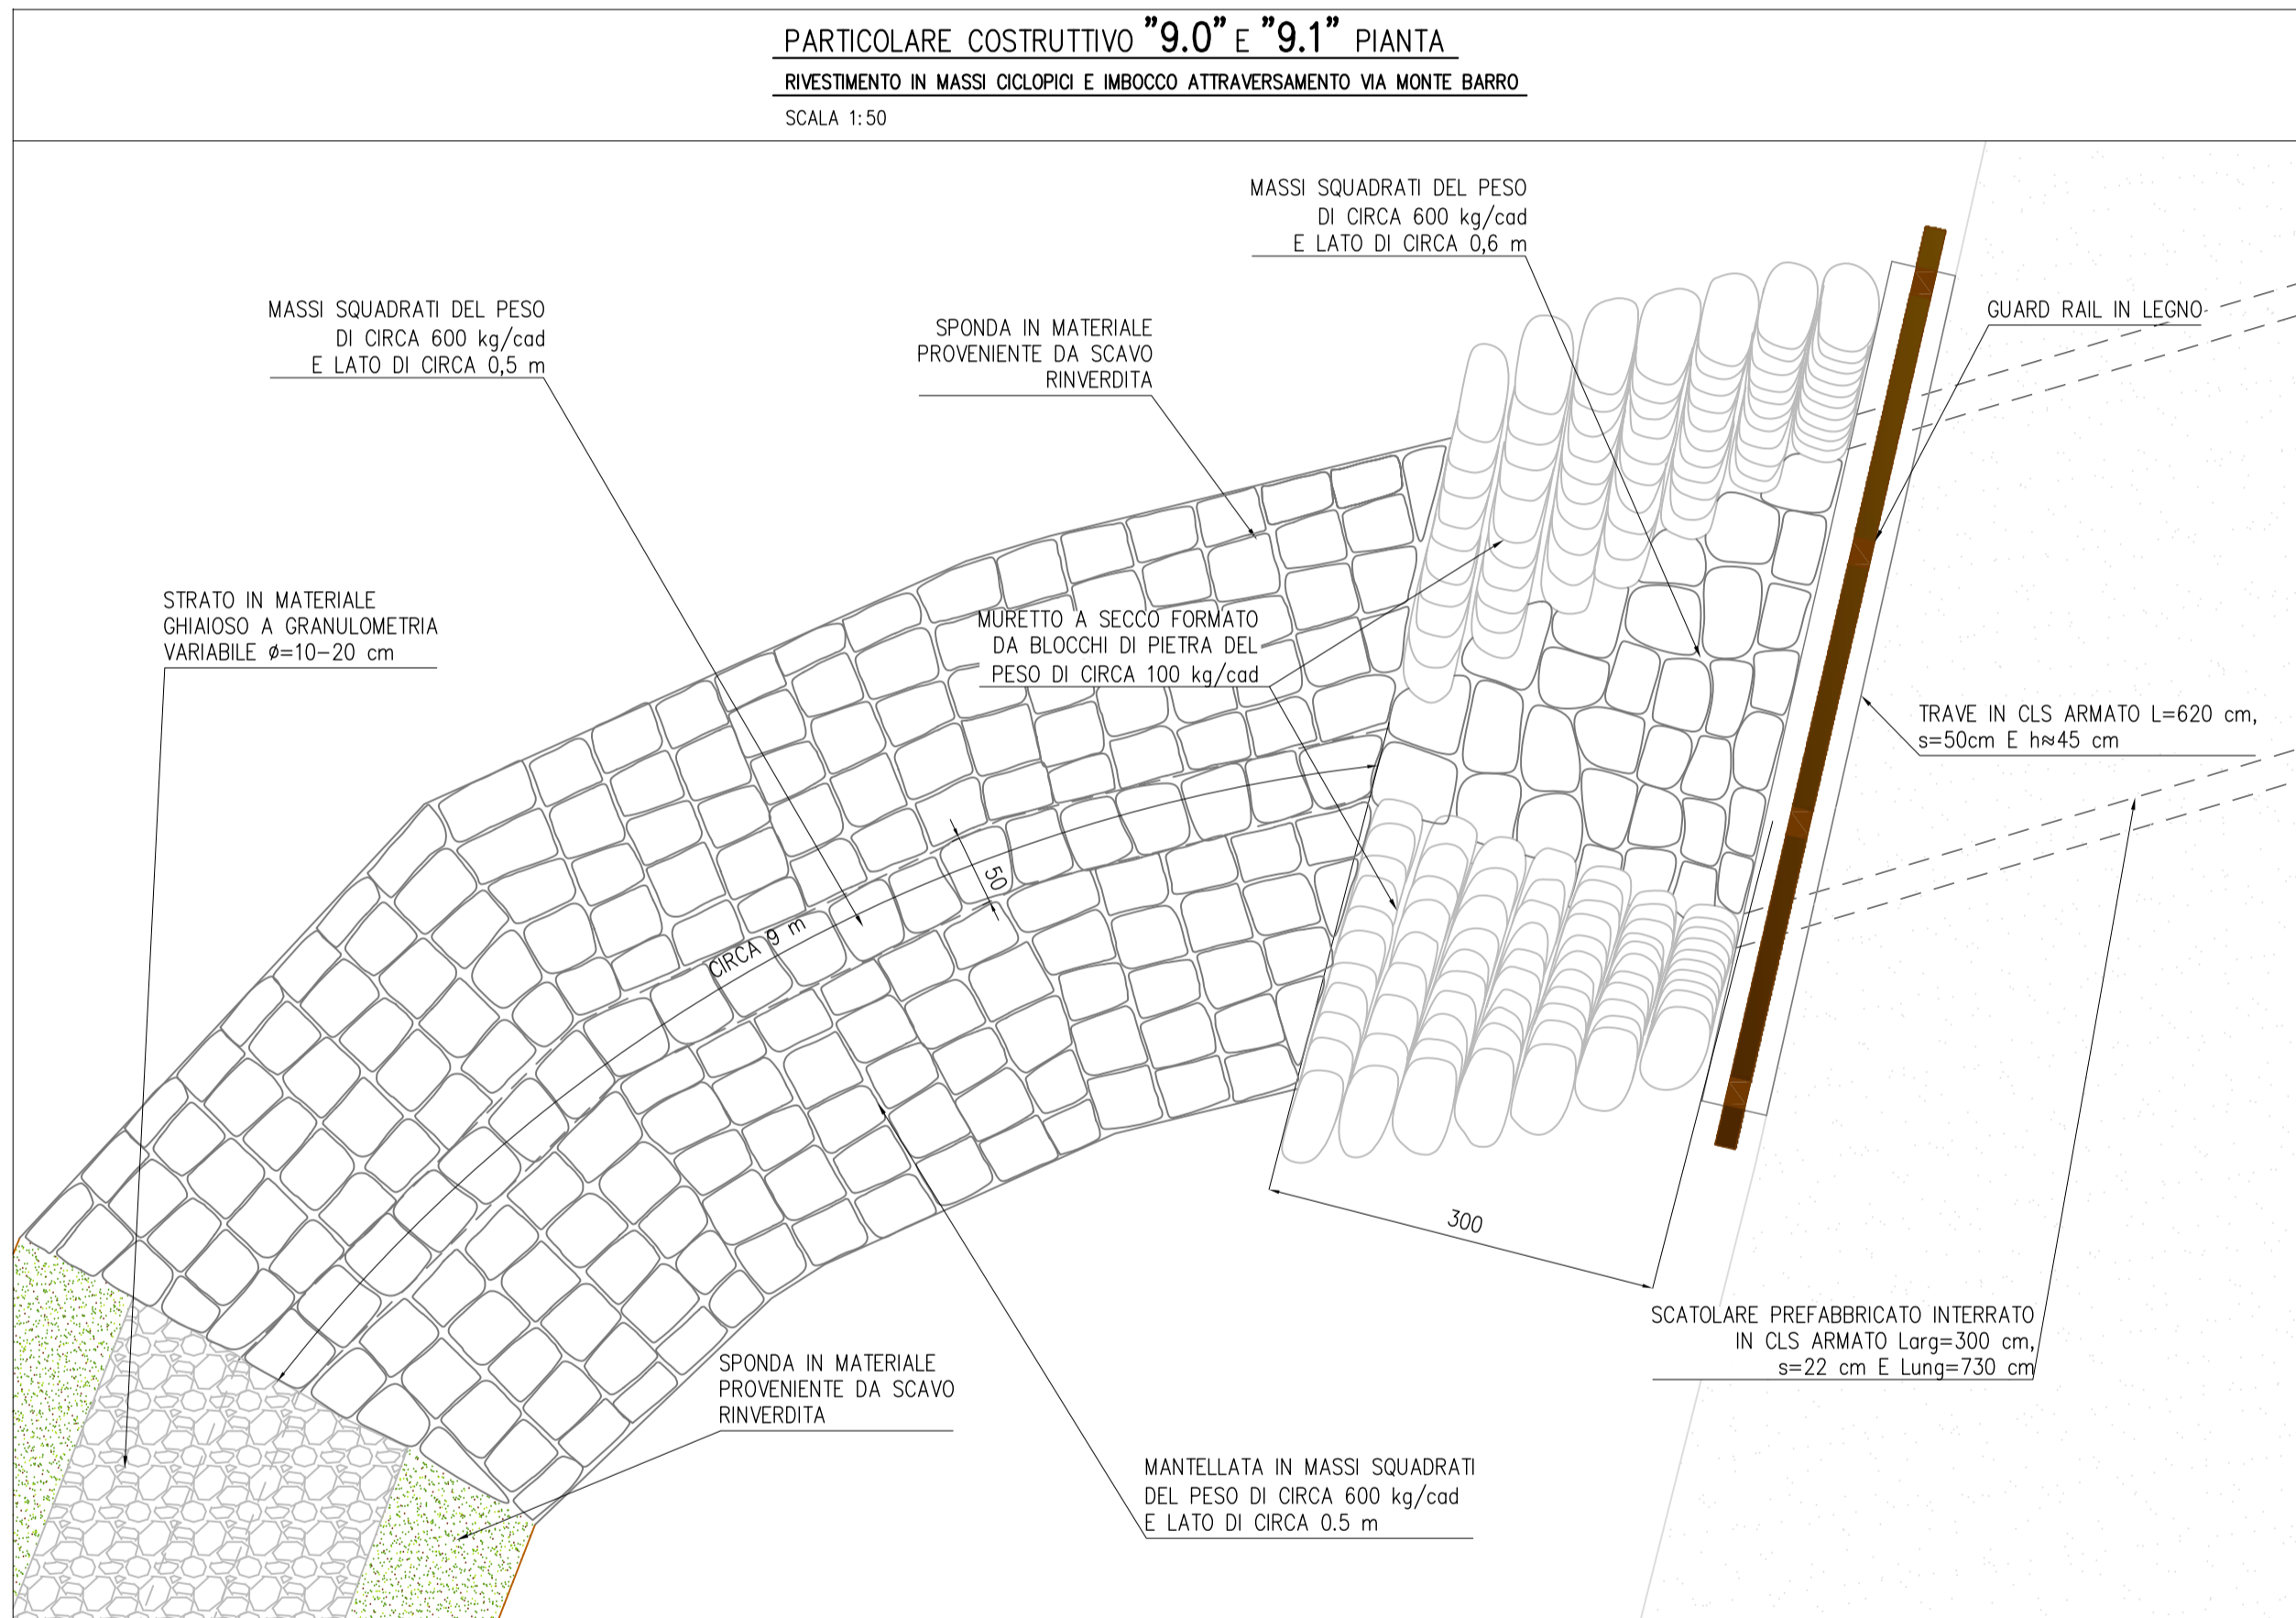 PARTICOLARE COSTRUTTIVO "9.0" E "9.1" PIANTA
RIVESTIMENTO IN MASSI CICLOPICI E IMBOCCO ATTRAVERSAMENTO VIA MONTE BARRO
SCALA 1:50
MASSI SQUADRATI DEL PESO
DI CIRCA 600 kg/cad
E LATO DI CIRCA 0,6 m
MASSI SQUADRATI DEL PESO
DI CIRCA 600 kg/cad
E LATO DI CIRCA 0,5 m
SPONDA IN MATERIALE
PROVENIENTE DA SCAVO
RINVERDITA
GUARD RAIL IN LEGNO
STRATO IN MATERIALE
GHIAIOSO A GRANULOMETRIA
VARIABILE ø=10-20 cm
MURETTO A SECCO FORMATO
DA BLOCCHI DI PIETRA DEL
PESO DI CIRCA 100 kg/cad
TRAVE IN CLS ARMATO L=620 cm,
s=50cm E h≈45 cm
50
CIRCA 9 m
300
SCATOLARE PREFABBRICATO INTERRATO
IN CLS ARMATO Larg=300 cm,
s=22 cm E Lung=730 cm
SPONDA IN MATERIALE
PROVENIENTE DA SCAVO
RINVERDITA
MANTELLATA IN MASSI SQUADRATI
DEL PESO DI CIRCA 600 kg/cad
E LATO DI CIRCA 0.5 m